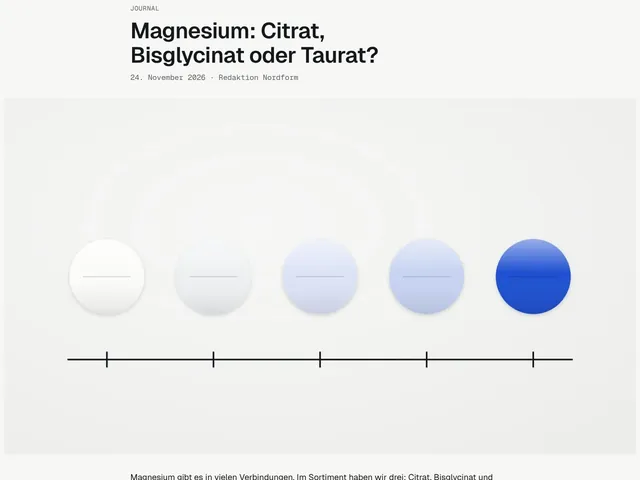 JOURNAL
Magnesium: Citrat,
Bisglycinat oder Taurat?
24. November 2026 · Redaktion Nordform
Magnesium gibt es in vielen Verbindungen. Im Sortiment haben wir drei: Citrat, Bisglycinat und